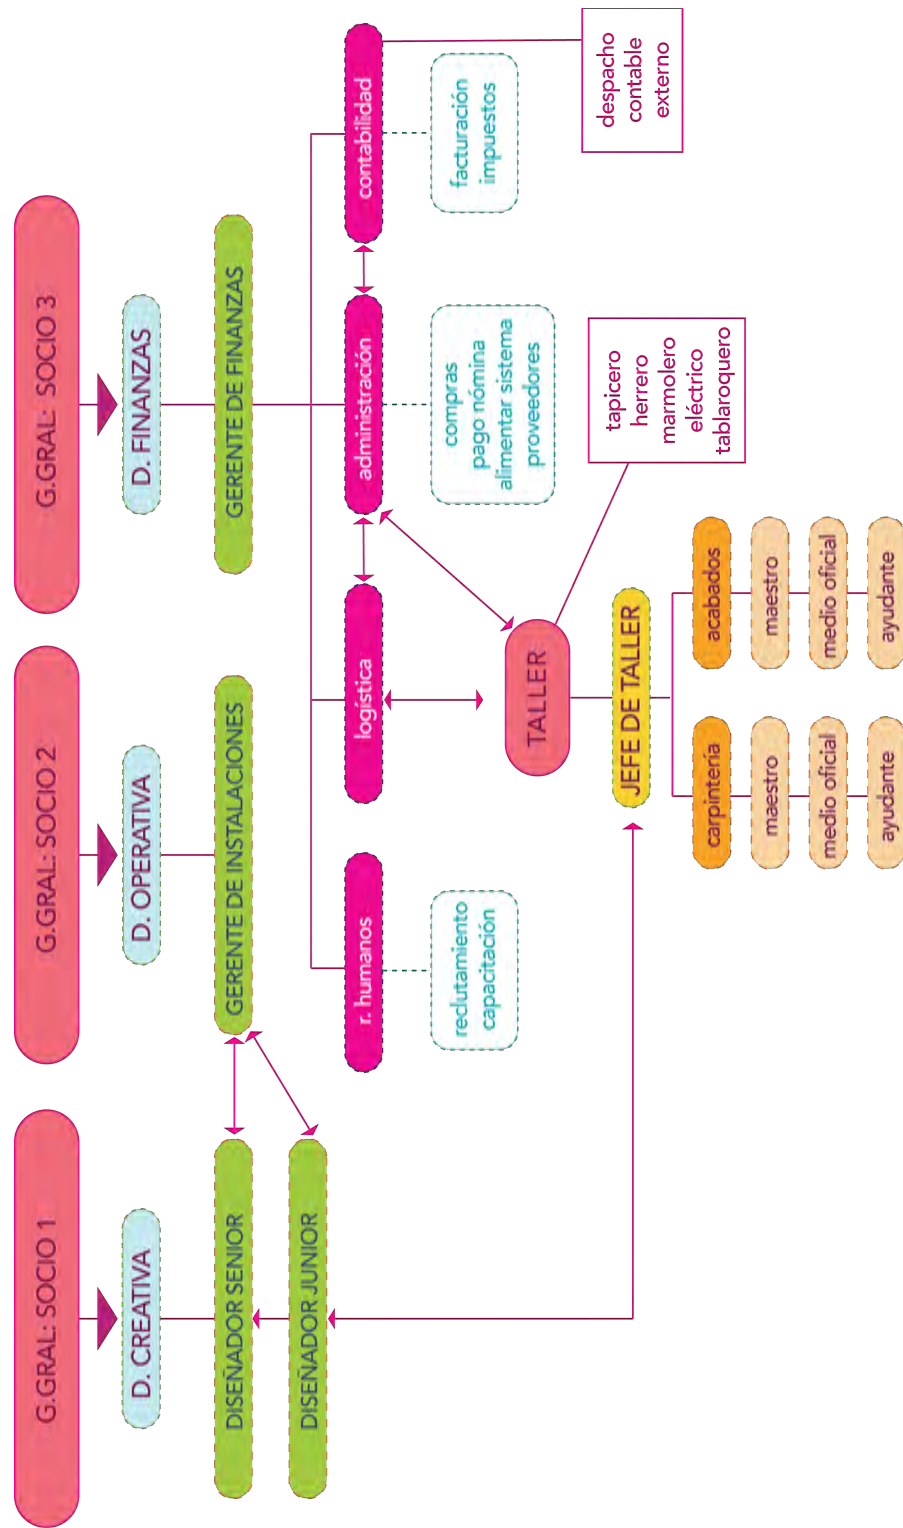 G.GRAL: SOCIO 1
G.GRAL: SOCIO 2
G.GRAL: SOCIO 3
D. CREATIVA
D. OPERATIVA
D. FINANZAS
DISEÑADOR SENIOR
GERENTE DE INSTALACIONES
GERENTE DE FINANZAS
DISEÑADOR JUNIOR
r. humanos
logística
administración
contabilidad
reclutamiento
capacitación
compras
pago nómina
alimentar sistema
proveedores
facturación
impuestos
despacho
contable
externo
TALLER
tapicero
herrero
marmolero
eléctrico
tablaroquero
JEFE DE TALLER
carpintería
acabados
maestro
maestro
medio oficial
medio oficial
ayudante
ayudante